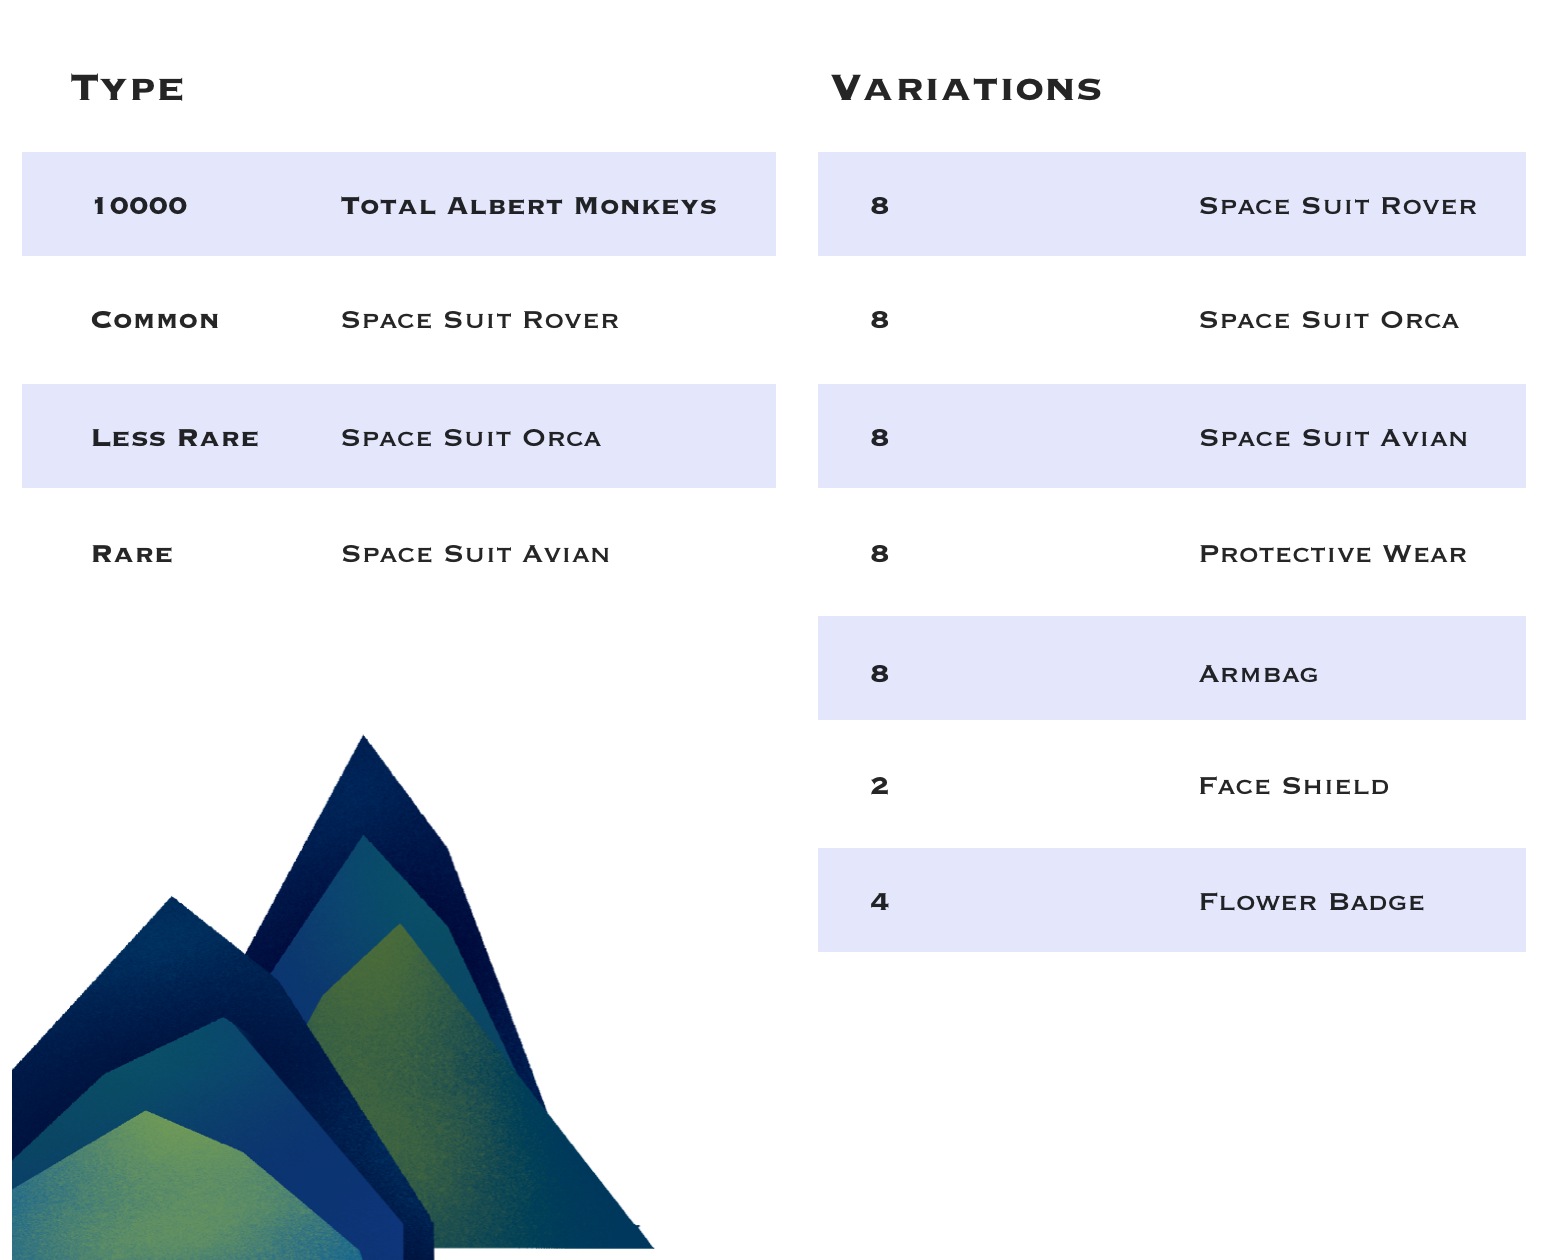 Type
10000 Total Albert Monkeys
Common Space Suit Rover
Less Rare Space Suit Orca
Rare Space Suit Avian
Variations
8 Space Suit Rover
8 Space Suit Orca
8 Space Suit Avian
8 Protective Wear
8 Armbag
2 Face Shield
4 Flower Badge